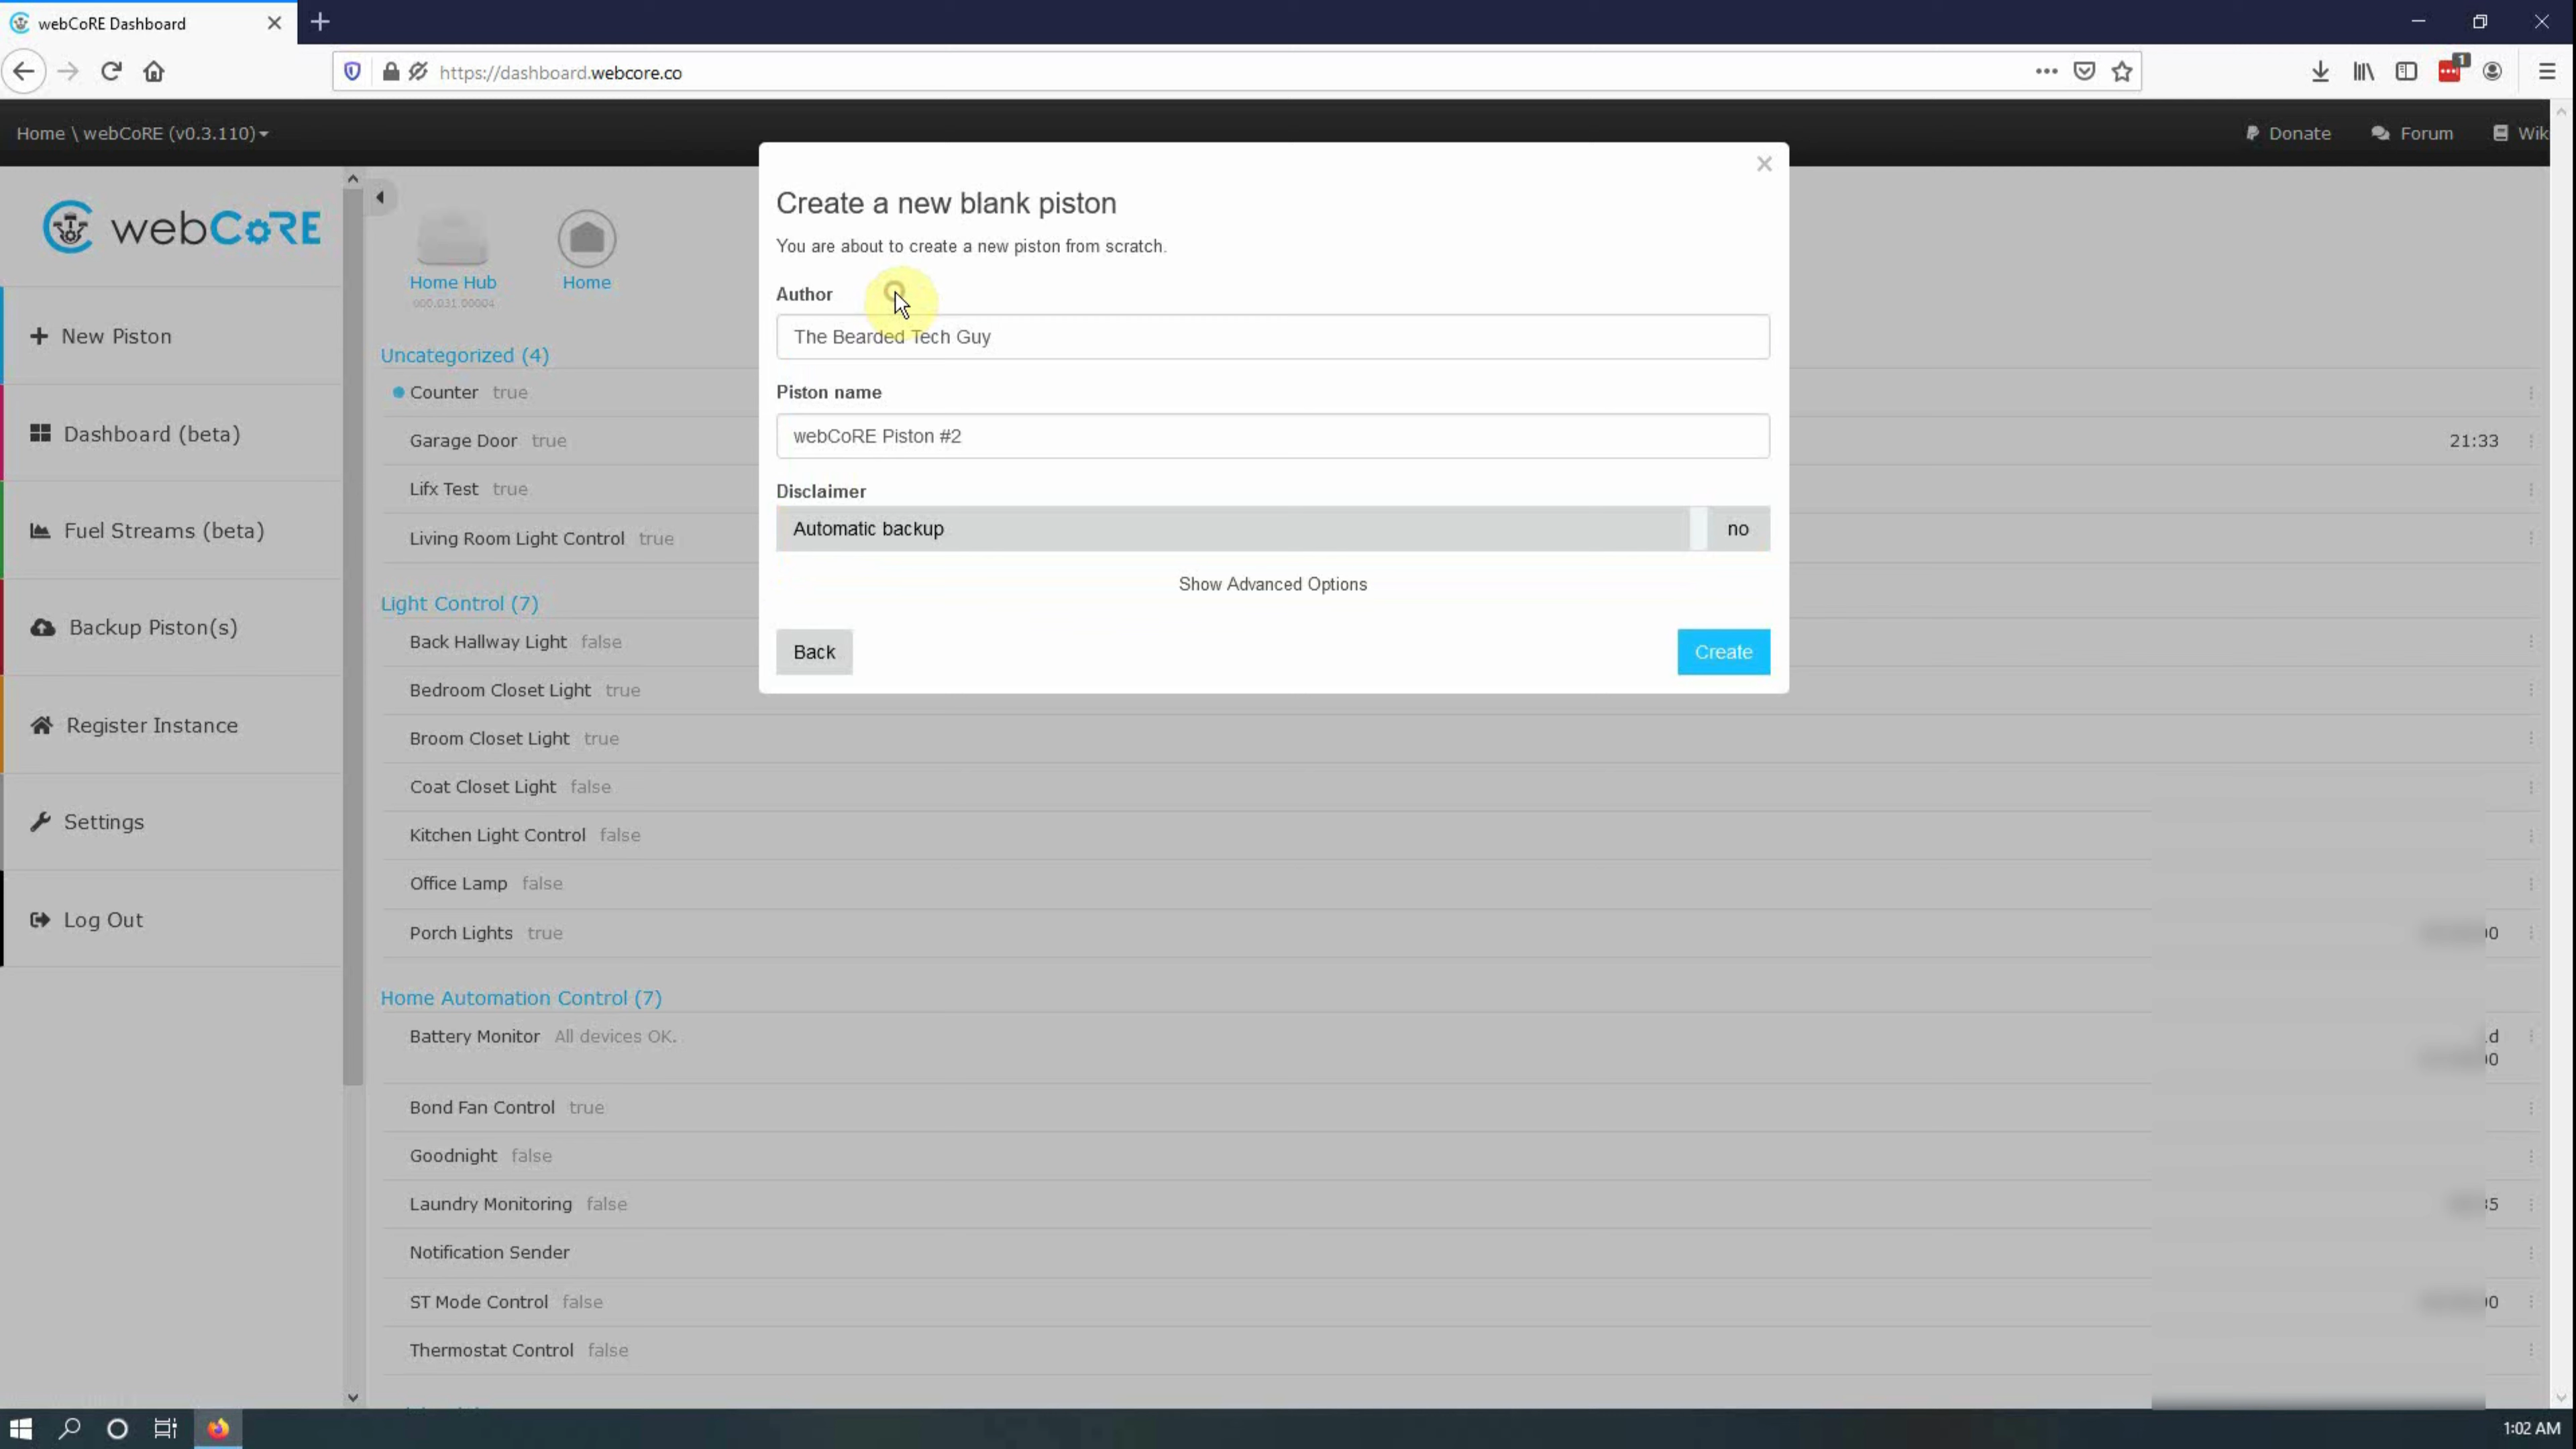 webCoRE Dashboard
https://dashboard.webcore.co
1
Home \ webCoRE (v0.3.110)
Donate
Forum
Wik
webCoRE
New Piston
Dashboard (beta)
Fuel Streams (beta)
Backup Piston(s)
Register Instance
Settings
Log Out
Home Hub
000.031.00004
Home
Uncategorized (4)
Counter true
Garage Door true
21:33
Lifx Test true
Living Room Light Control true
Light Control (7)
Back Hallway Light false
Bedroom Closet Light true
Broom Closet Light true
Coat Closet Light false
Kitchen Light Control false
Office Lamp false
Porch Lights true
Home Automation Control (7)
Battery Monitor All devices OK.
Bond Fan Control true
Goodnight false
Laundry Monitoring false
Notification Sender
ST Mode Control false
Thermostat Control false
Create a new blank piston
You are about to create a new piston from scratch.
Author
The Bearded Tech Guy
Piston name
webCoRE Piston #2
Disclaimer
Automatic backup
no
Show Advanced Options
Back
Create
1:02 AM